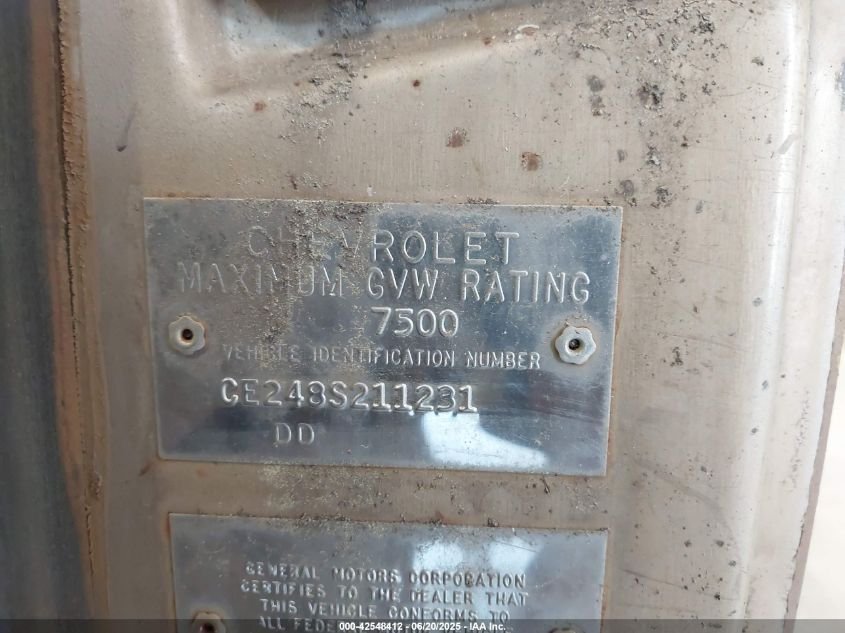 CHEVROLET
MAXIMUM GVW RATING
7500
VEHICLE IDENTIFICATION NUMBER
CE248S211231
DD
GENERAL MOTORS CORPORATION
CERTIFIES TO THE DEALER THAT
THIS VEHICLE CONFORMS TO
ALL
000-42548412 - 06/20/2025 - IAA Inc.